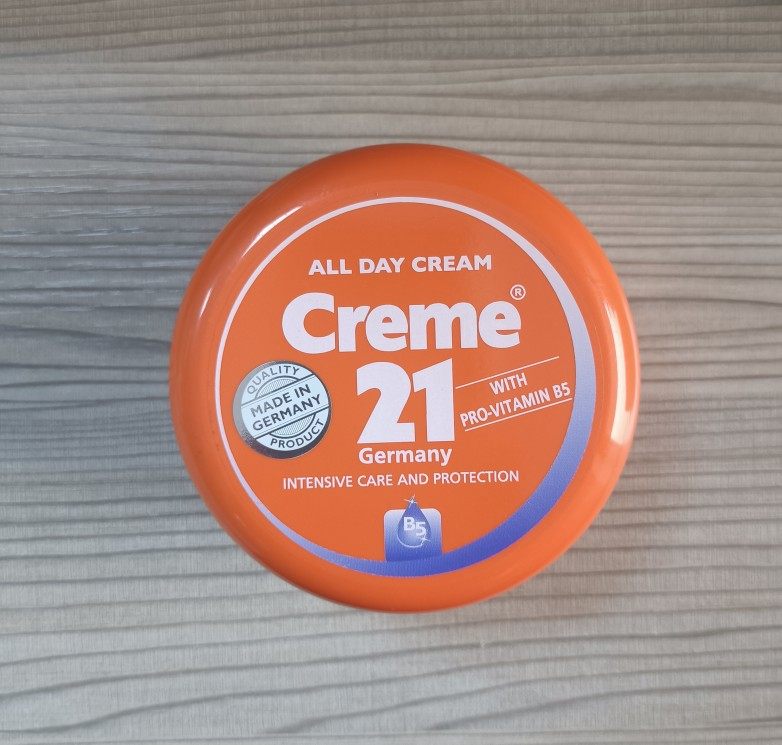 ALL DAY CREAM
Creme®
21
Germany
WITH
PRO-VITAMIN B5
QUALITY
MADE IN
GERMANY
PRODUCT
INTENSIVE CARE AND PROTECTION
B5